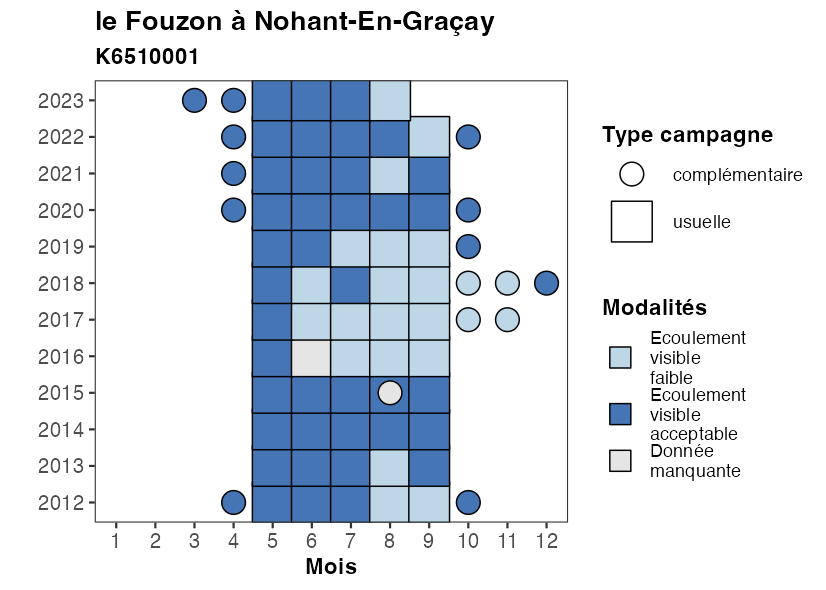 le Fouzon à Nohant-En-Graçay
K6510001
2023
2022
2021
2020
2019
2018
2017
2016
2015
2014
2013
2012
1 2 3 4 5 6 7 8 9 10 11 12
Mois
Type campagne
complémentaire
usuelle
Modalités
Ecoulement
visible
faible
Ecoulement
visible
acceptable
Donnée
manquante